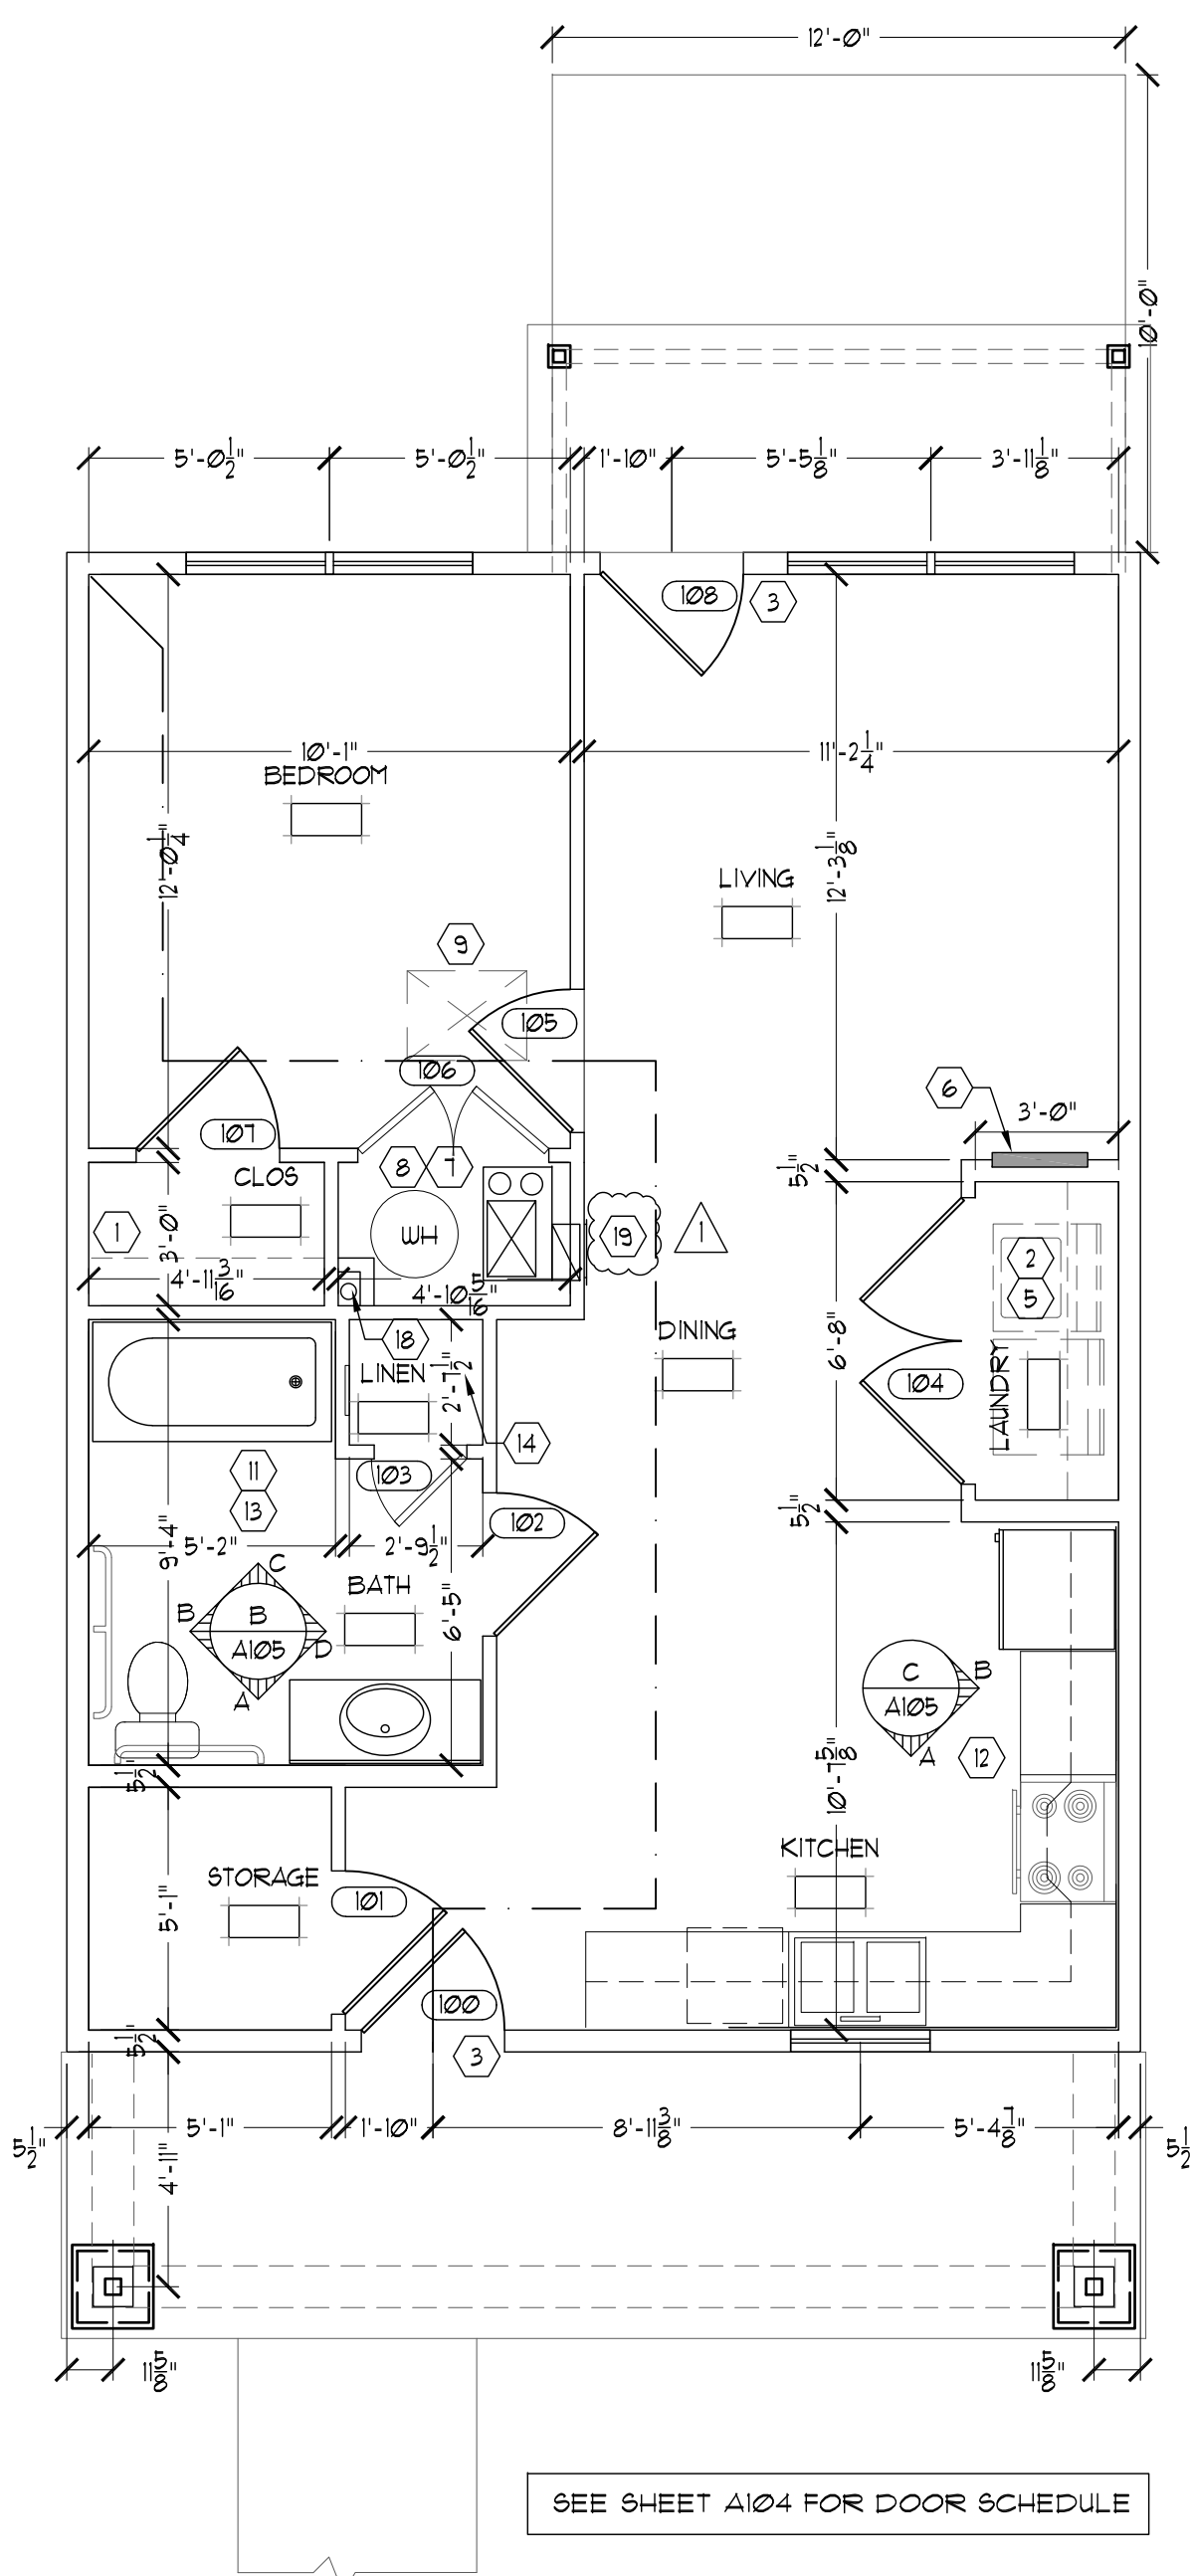 12'-0"
10'-0"
5'-0 1/2"
5'-0 1/2"
1'-10"
5'-5 1/8"
3'-11 1/8"
108
3
10'-1"
BEDROOM
11'-2 1/4"
12'-0 1/4"
12'-3 1/8"
LIVING
9
105
106
6
3'-0"
107
8
7
5 1/2"
CLOS
1
3'-0"
WH
19
1
2
5
4'-11 3/16"
4'-10 5/16"
18
DINING
6'-8"
LINEN
2'-7 1/2"
104
LAUNDRY
14
11
103
13
102
5 1/2"
9'-4"
5'-2"
2'-9 1/2"
C
BATH
6'-5"
B
B
A105
D
A
C
B
A105
A
12
5 1/2"
10'-7 5/8"
KITCHEN
STORAGE
101
5'-1"
100
5 1/2"
3
5 1/2"
5'-1"
1'-10"
8'-11 3/8"
5'-4 7/8"
5 1/2
4'-11"
11 5/8"
11 5/8"
SEE SHEET A104 FOR DOOR SCHEDULE